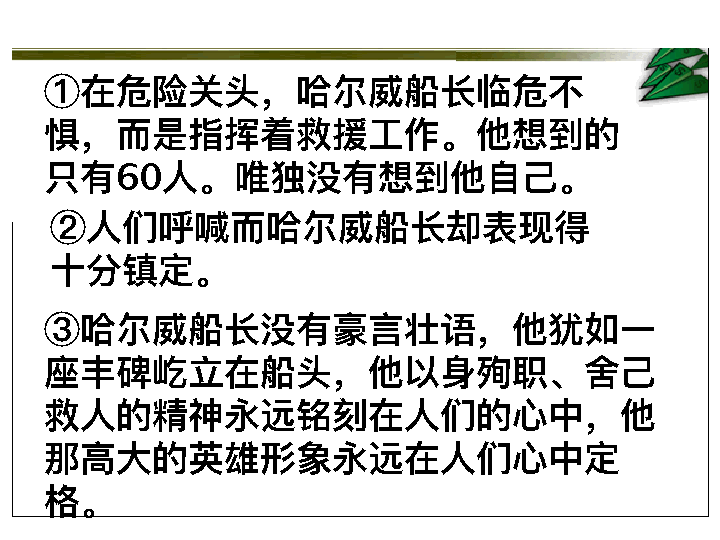 ①在危险关头，哈尔威船长临危不
惧，而是指挥着救援工作。他想到的
只有60人。唯独没有想到他自己。
②人们呼喊而哈尔威船长却表现得
十分镇定。
③哈尔威船长没有豪言壮语，他犹如一
座丰碑屹立在船头，他以身殉职、舍己
救人的精神永远铭刻在人们的心中，他
那高大的英雄形象永远在人们心中定
格。